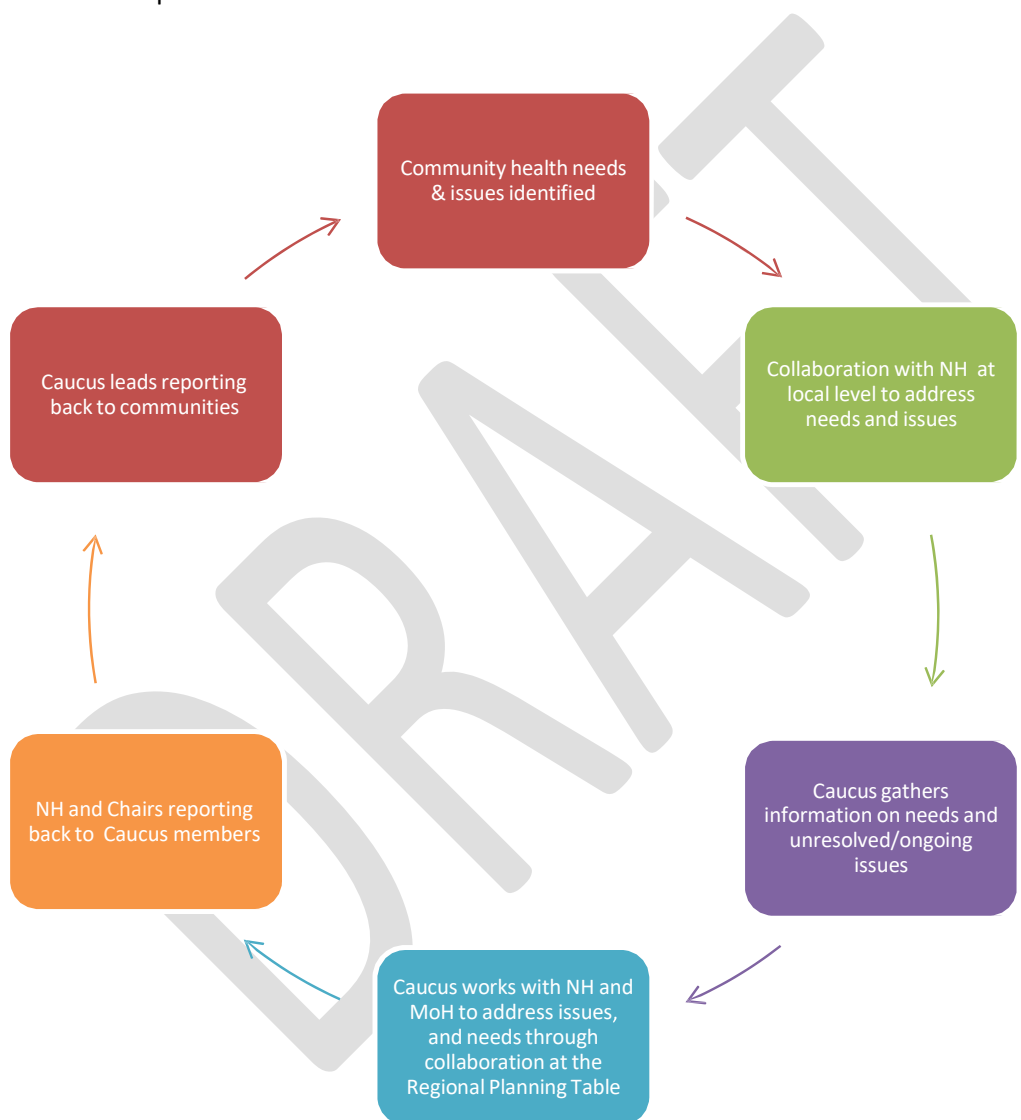 Community health needs
& issues identified
Collaboration with NH at
local level to address
needs and issues
Caucus gathers
information on needs and
unresolved/ongoing
issues
Caucus works with NH and
MoH to address issues,
and needs through
collaboration at the
Regional Planning Table
NH and Chairs reporting
back to Caucus members
Caucus leads reporting
back to communities
DRAFT